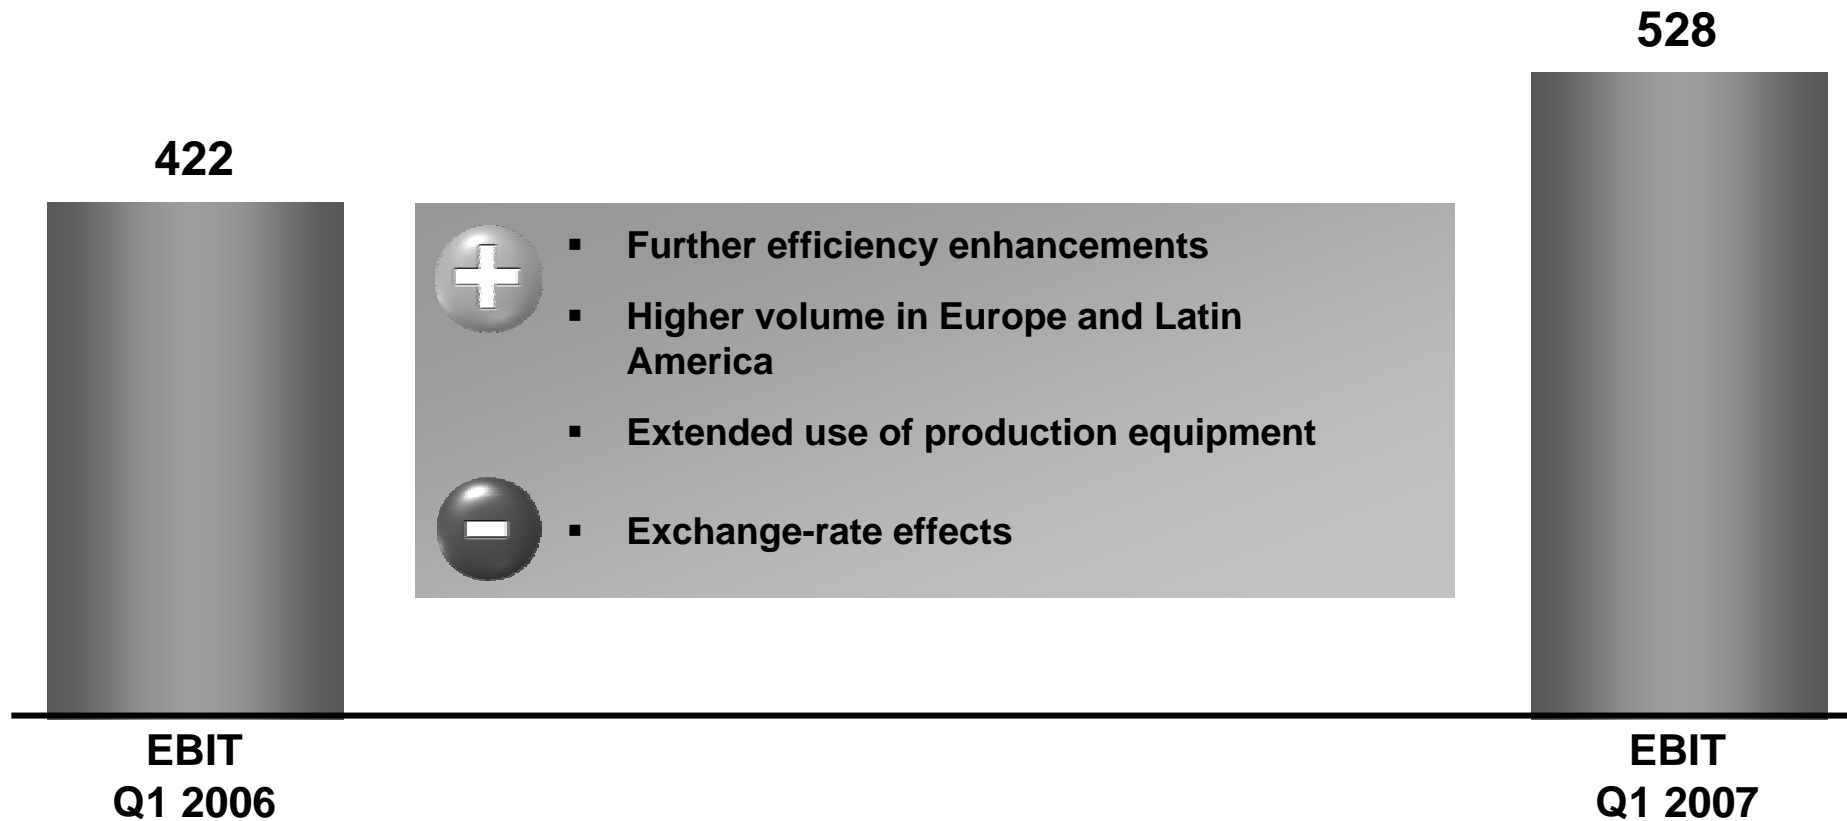 528
422
▪ Further efficiency enhancements
▪ Higher volume in Europe and Latin
America
▪ Extended use of production equipment
▪ Exchange-rate effects
EBIT
Q1 2006
EBIT
Q1 2007